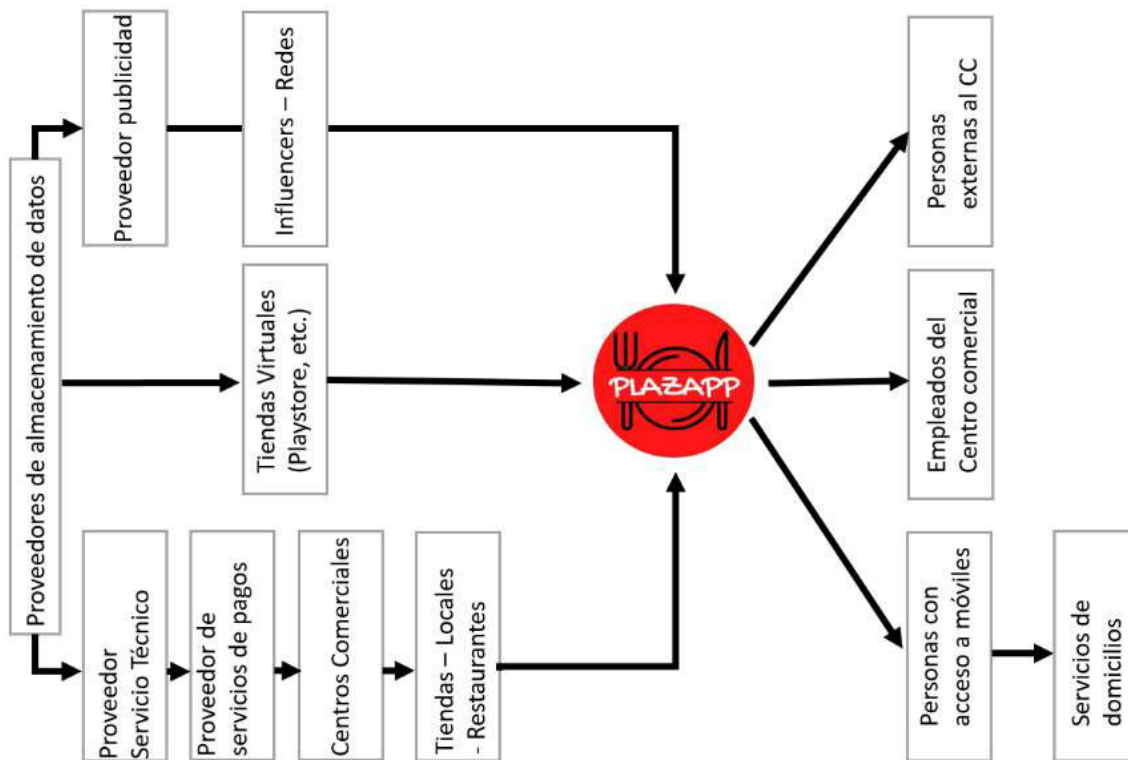 Proveedores de almacenamiento de datos
Proveedor
Servicio Técnico
Proveedor de
servicios de pagos
Centros Comerciales
Tiendas – Locales
- Restaurantes
Tiendas Virtuales
(Playstore, etc.)
Proveedor publicidad
Influencers – Redes
PLAZAPP
Personas con
acceso a móviles
Servicios de
domicilios
Empleados del
Centro comercial
Personas
externas al CC